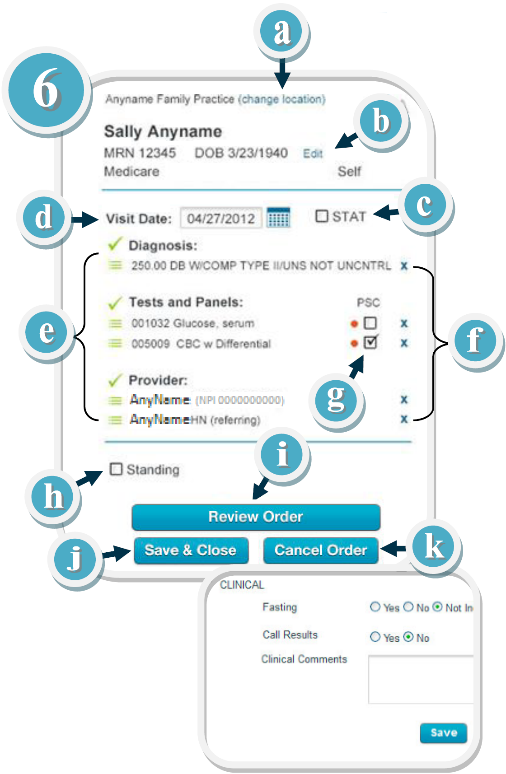 a
6
Anyname Family Practice (change location)
Sally Anyname
b
MRN 12345 DOB 3/23/1940 Edit
Medicare Self
c
d
Visit Date: 04/27/2012 STAT
Diagnosis:
250.00 DB W/COMP TYPE II/UNS NOT UNCNTRL x
e
Tests and Panels: PSC
001032 Glucose, serum x
005009 CBC w Differential x
f
g
Provider:
AnyName (NPI 0000000000) x
AnyName HN (referring) x
i
h
Standing
Review Order
j
Save & Close Cancel Order
k
CLINICAL
Fasting Yes No Not In
Call Results Yes No
Clinical Comments
Save